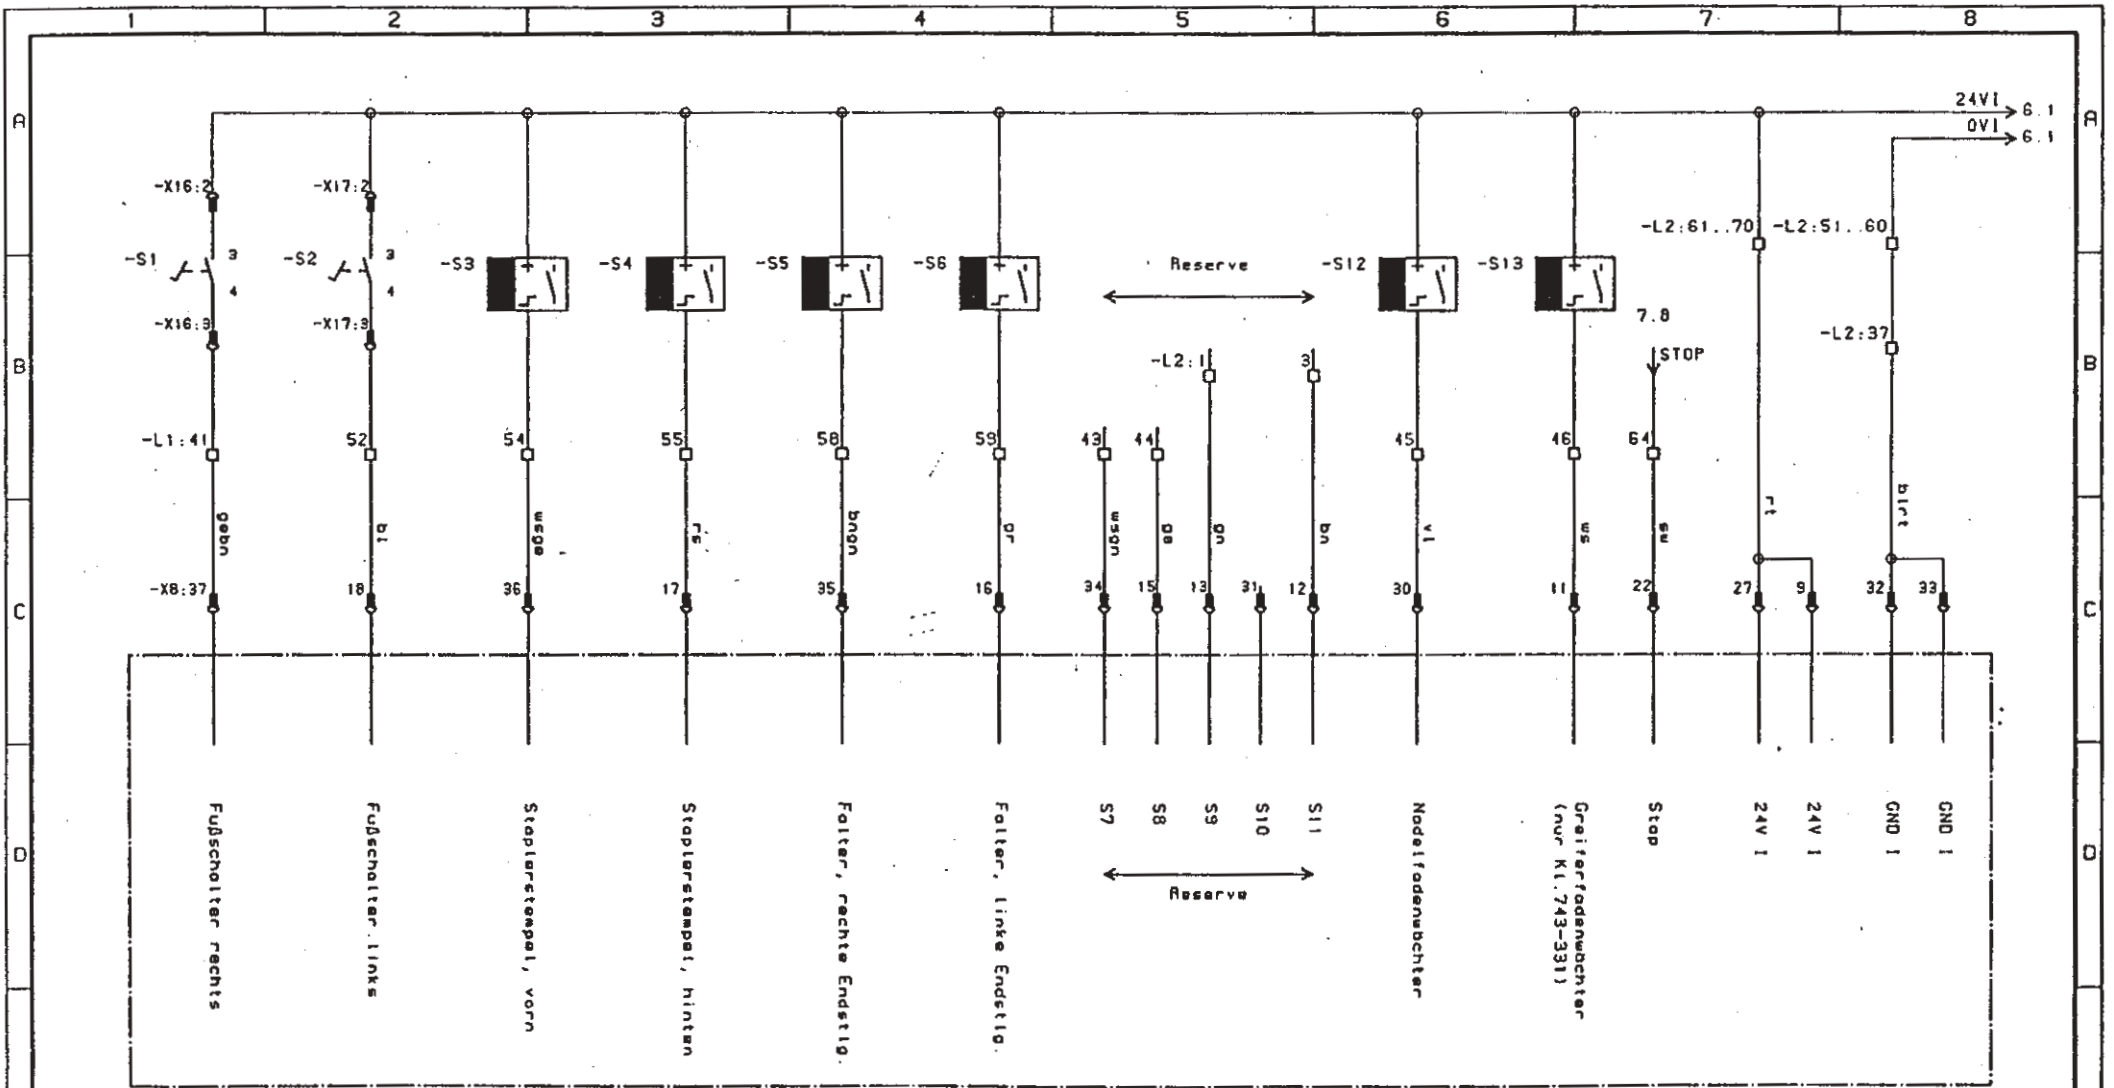 1 2 3 4 5 6 7 8
24VI 6.1
A A
0VI 6.1
-X16:2 -X17:2
-L2:61..70 -L2:51..60
-S1 3 4
-S2 3 4
-S3 -S4 -S5 -S6
Reserve
-S12 -S13
7.8
-X16:3 -X17:3
STOP
-L2:37
B B
-L2:1 3
-L1:41 52 54 55 58 59 43 44 45 46 64
gebn bl wsge rs bngn gr wsgn ge gn bn vi ws sw rt blrt
-X8:37 18 36 17 35 16 34 15 13 31 12 30 11 22 27 9 32 33
C C
D D
Fußschalter rechts
Fußschalter links
Staplerstempel, vorn
Staplerstempel, hinten
Falter, rechte Endstlg.
Falter, linke Endstlg.
S7
S8
S9
S10
S11
Reserve
Nadelfadenwächter
Greiferfadenwächter
(nur Kl.743-331)
Stop
24V I
24V I
GND I
GND I